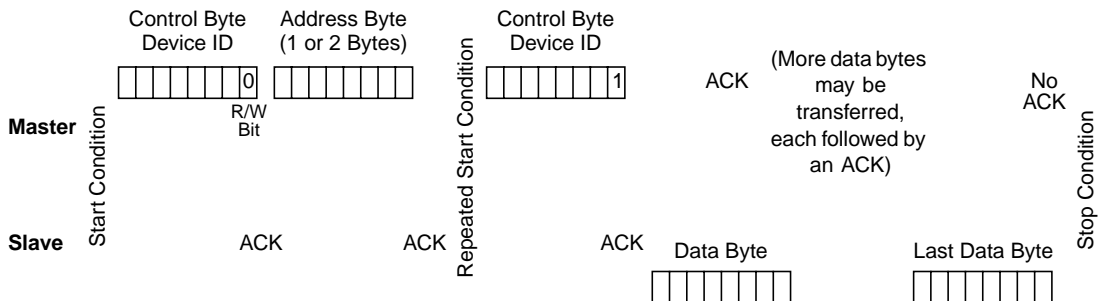 Control Byte
Device ID
Address Byte
(1 or 2 Bytes)
Control Byte
Device ID
0
1
R/W
Bit
ACK
(More data bytes
may be
transferred,
each followed by
an ACK)
No
ACK
Master
Start Condition
Repeated Start Condition
Stop Condition
Slave
ACK
ACK
ACK
Data Byte
Last Data Byte